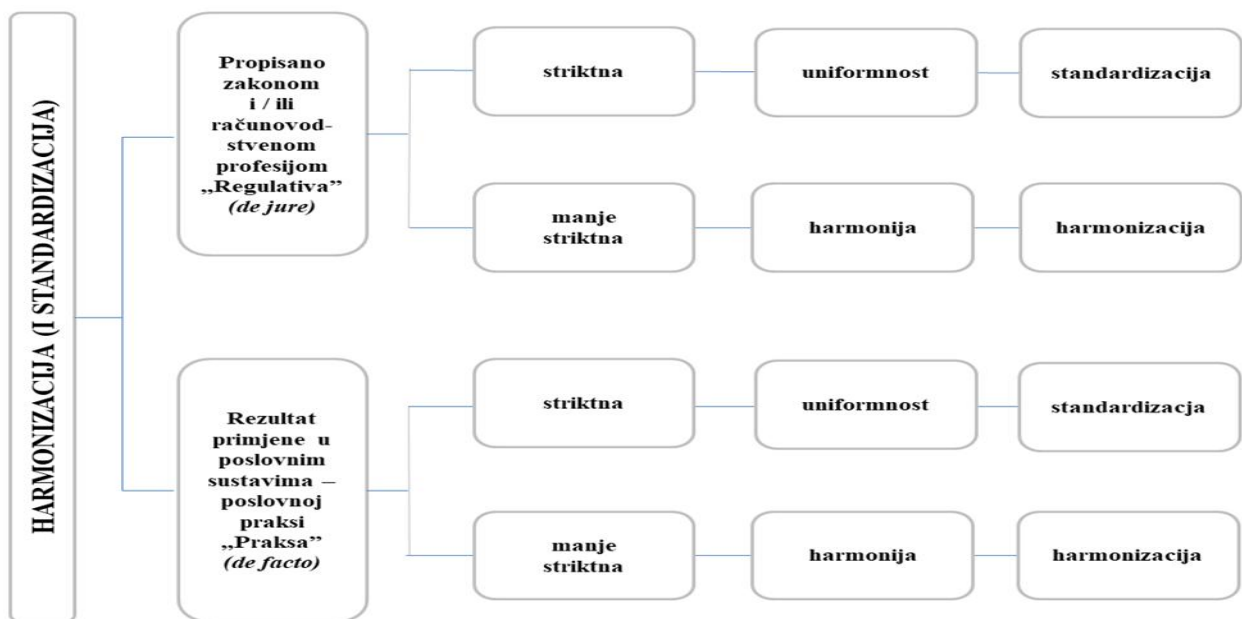 HARMONIZACIJA (I STANDARDIZACIJA)
Propisano
zakonom
i / ili
računovod-
stvenom
profesijom
„Regulativa”
(de jure)
striktna
uniformnost
standardizacija
manje
striktna
harmonija
harmonizacija
Rezultat
primjene u
poslovnim
sustavima –
poslovnoj
praksi
„Praksa”
(de facto)
striktna
uniformnost
standardizacja
manje
striktna
harmonija
harmonizacija